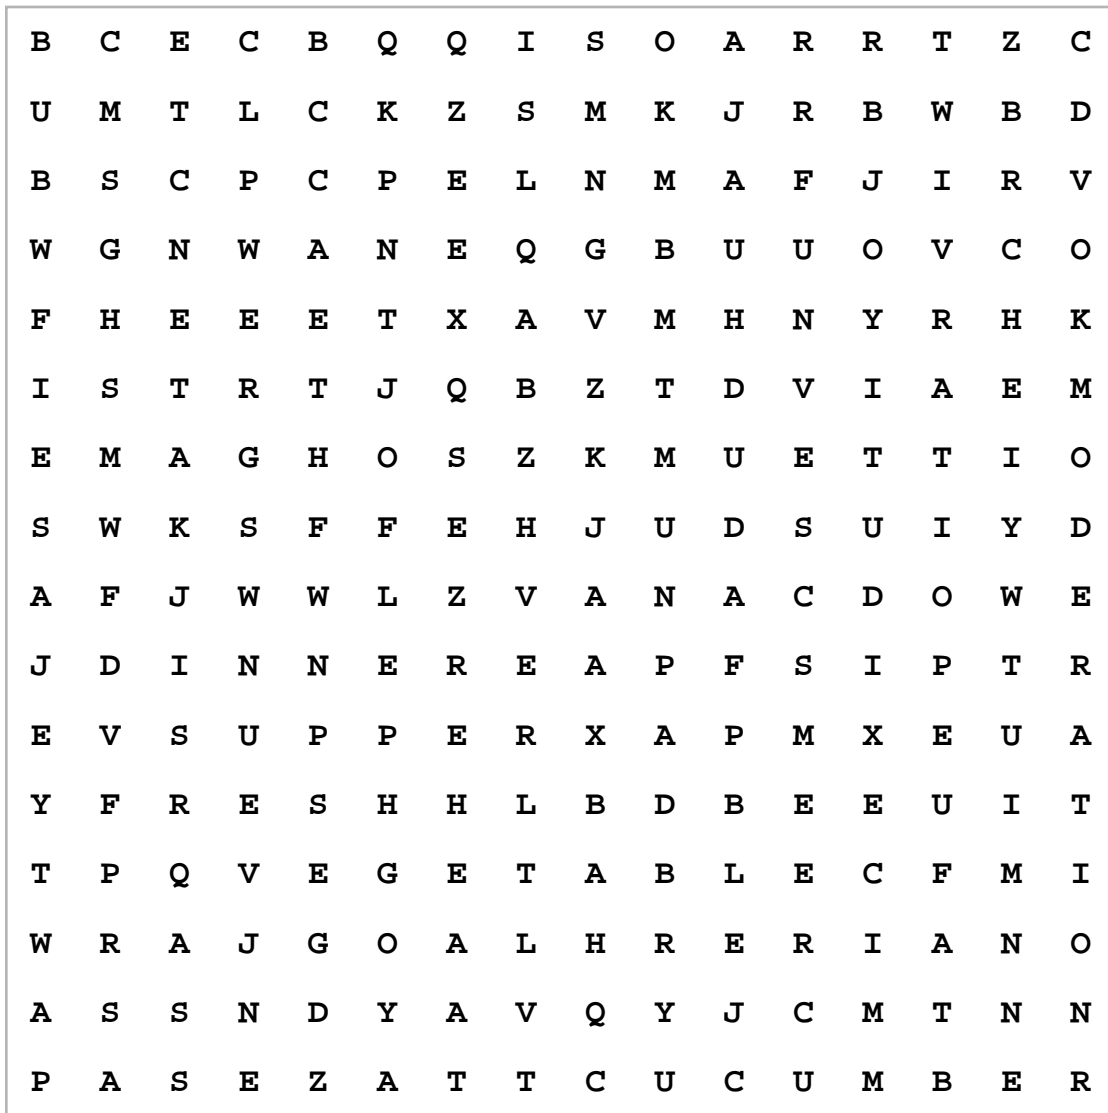 B C E C B Q Q I S O A R R T Z C
U M T L C K Z S M K J R B W B D
B S C P C P E L N M A F J I R V
W G N W A N E Q G B U U O V C O
F H E E E T X A V M H N Y R H K
I S T R T J Q B Z T D V I A E M
E M A G H O S Z K M U E T T I O
S W K S F F E H J U D S U I Y D
A F J W W L Z V A N A C D O W E
J D I N N E R E A P F S I P T R
E V S U P P E R X A P M X E U A
Y F R E S H H L B D B E E U I T
T P Q V E G E T A B L E C F M I
W R A J G O A L H R E R I A N O
A S S N D Y A V Q Y J C M T N N
P A S E Z A T T C U C U M B E R